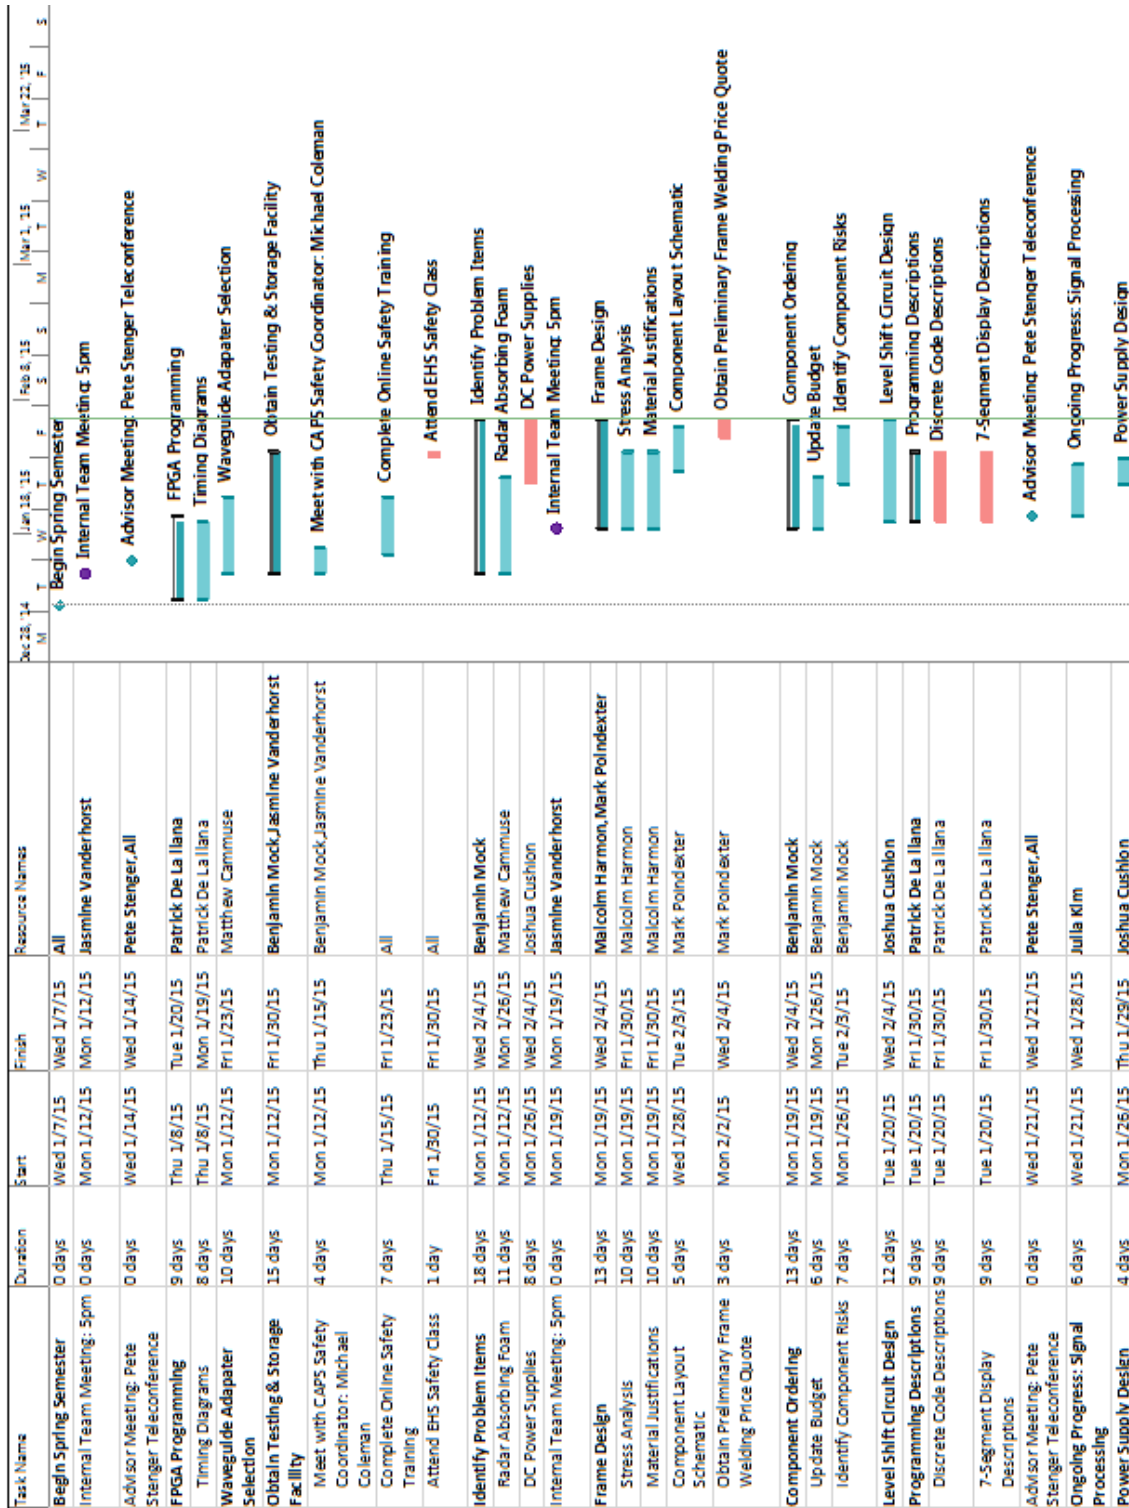 Task Name Duration Start Finish Resource Names
Dec 28, '14 Jan 18, '15 Feb 8, '15 Mar 1, '15 Mar 22, '15
M T W T F S S M T W T F S
Begin Spring Semester 0 days Wed 1/7/15 Wed 1/7/15 All Begin Spring Semester
Internal Team Meeting: 5pm 0 days Mon 1/12/15 Mon 1/12/15 Jasmine Vanderhorst Internal Team Meeting: 5pm
Advisor Meeting: Pete 0 days Wed 1/14/15 Wed 1/14/15 Pete Stenger,All Advisor Meeting: Pete Stenger Teleconference
Stenger Teleconference
FPGA Programming 9 days Thu 1/8/15 Tue 1/20/15 Patrick De La Ilana FPGA Programming
Timing Diagrams 8 days Thu 1/8/15 Mon 1/19/15 Patrick De La Ilana Timing Diagrams
Waveguide Adapater 10 days Mon 1/12/15 Fri 1/23/15 Matthew Cammuse Waveguide Adapater Selection
Selection
Obtain Testing & Storage 15 days Mon 1/12/15 Fri 1/30/15 Benjamin Mock,Jasmine Vanderhorst Obtain Testing & Storage Facility
Facility
Meet with CAPS Safety 4 days Mon 1/12/15 Thu 1/15/15 Benjamin Mock,Jasmine Vanderhorst Meet with CAPS Safety Coordinator: Michael Coleman
Coordinator: Michael
Coleman
Complete Online Safety 7 days Thu 1/15/15 Fri 1/23/15 All Complete Online Safety Training
Training
Attend EHS Safety Class 1 day Fri 1/30/15 Fri 1/30/15 All Attend EHS Safety Class
Identify Problem Items 18 days Mon 1/12/15 Wed 2/4/15 Benjamin Mock Identify Problem Items
Radar Absorbing Foam 11 days Mon 1/12/15 Mon 1/26/15 Matthew Cammuse Radar Absorbing Foam
DC Power Supplies 8 days Mon 1/26/15 Wed 2/4/15 Joshua Cushion DC Power Supplies
Internal Team Meeting: 5pm 0 days Mon 1/19/15 Mon 1/19/15 Jasmine Vanderhorst Internal Team Meeting: 5pm
Frame Design 13 days Mon 1/19/15 Wed 2/4/15 Malcolm Harmon,Mark Poindexter Frame Design
Stress Analysis 10 days Mon 1/19/15 Fri 1/30/15 Malcolm Harmon Stress Analysis
Material Justifications 10 days Mon 1/19/15 Fri 1/30/15 Malcolm Harmon Material Justifications
Component Layout 5 days Wed 1/28/15 Tue 2/3/15 Mark Poindexter Component Layout Schematic
Schematic
Obtain Preliminary Frame 3 days Mon 2/2/15 Wed 2/4/15 Mark Poindexter Obtain Preliminary Frame Welding Price Quote
Welding Price Quote
Component Ordering 13 days Mon 1/19/15 Wed 2/4/15 Benjamin Mock Component Ordering
Update Budget 6 days Mon 1/19/15 Mon 1/26/15 Benjamin Mock Update Budget
Identify Component Risks 7 days Mon 1/26/15 Tue 2/3/15 Benjamin Mock Identify Component Risks
Level Shift Circuit Design 12 days Tue 1/20/15 Wed 2/4/15 Joshua Cushion Level Shift Circuit Design
Programming Descriptions 9 days Tue 1/20/15 Fri 1/30/15 Patrick De La Ilana Programming Descriptions
Discrete Code Descriptions 9 days Tue 1/20/15 Fri 1/30/15 Patrick De La Ilana Discrete Code Descriptions
7-Segment Display 9 days Tue 1/20/15 Fri 1/30/15 Patrick De La Ilana 7-Segment Display Descriptions
Descriptions
Advisor Meeting: Pete 0 days Wed 1/21/15 Wed 1/21/15 Pete Stenger,All Advisor Meeting: Pete Stenger Teleconference
Stenger Teleconference
Ongoing Progress: Signal 6 days Wed 1/21/15 Wed 1/28/15 Julia Kim Ongoing Progress: Signal Processing
Processing
Power Supply Design 4 days Mon 1/26/15 Thu 1/29/15 Joshua Cushion Power Supply Design